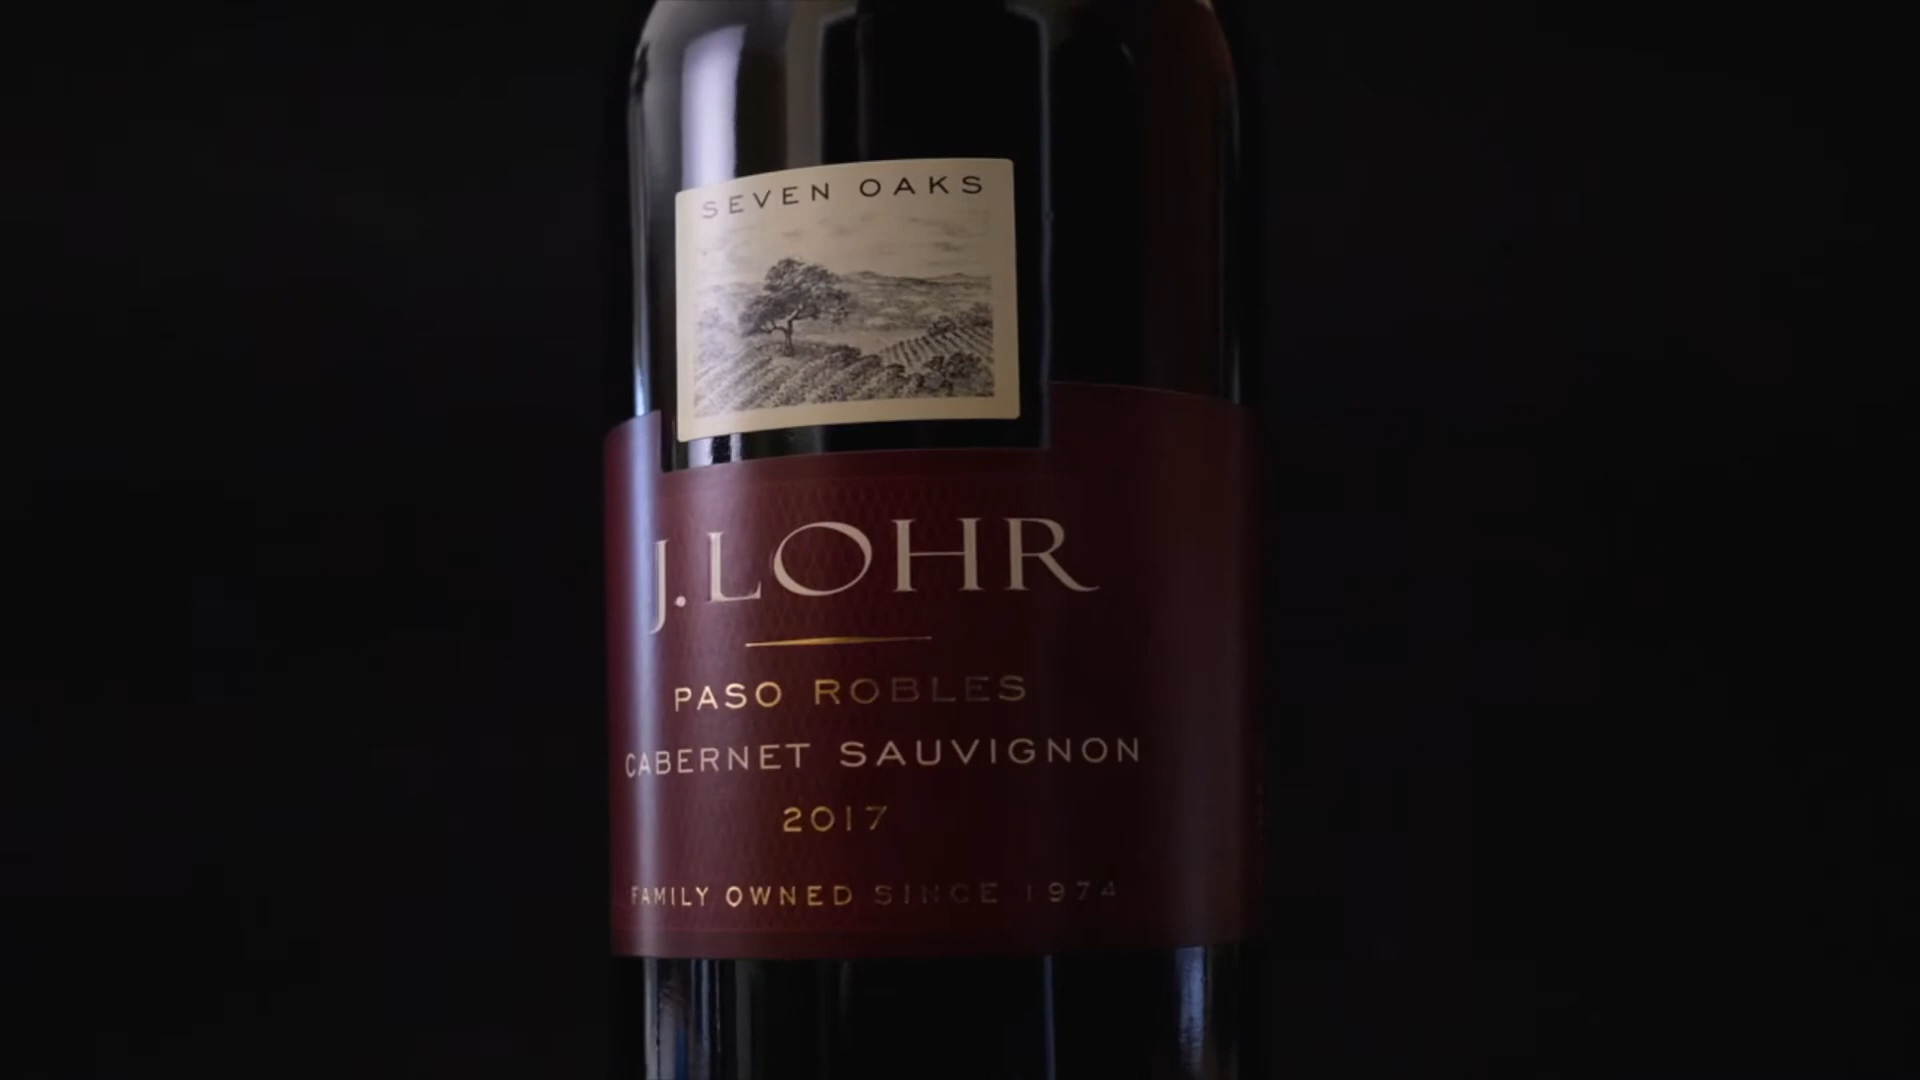 SEVEN OAKS
J. LOHR
PASO ROBLES
CABERNET SAUVIGNON
2017
FAMILY OWNED SINCE 1974